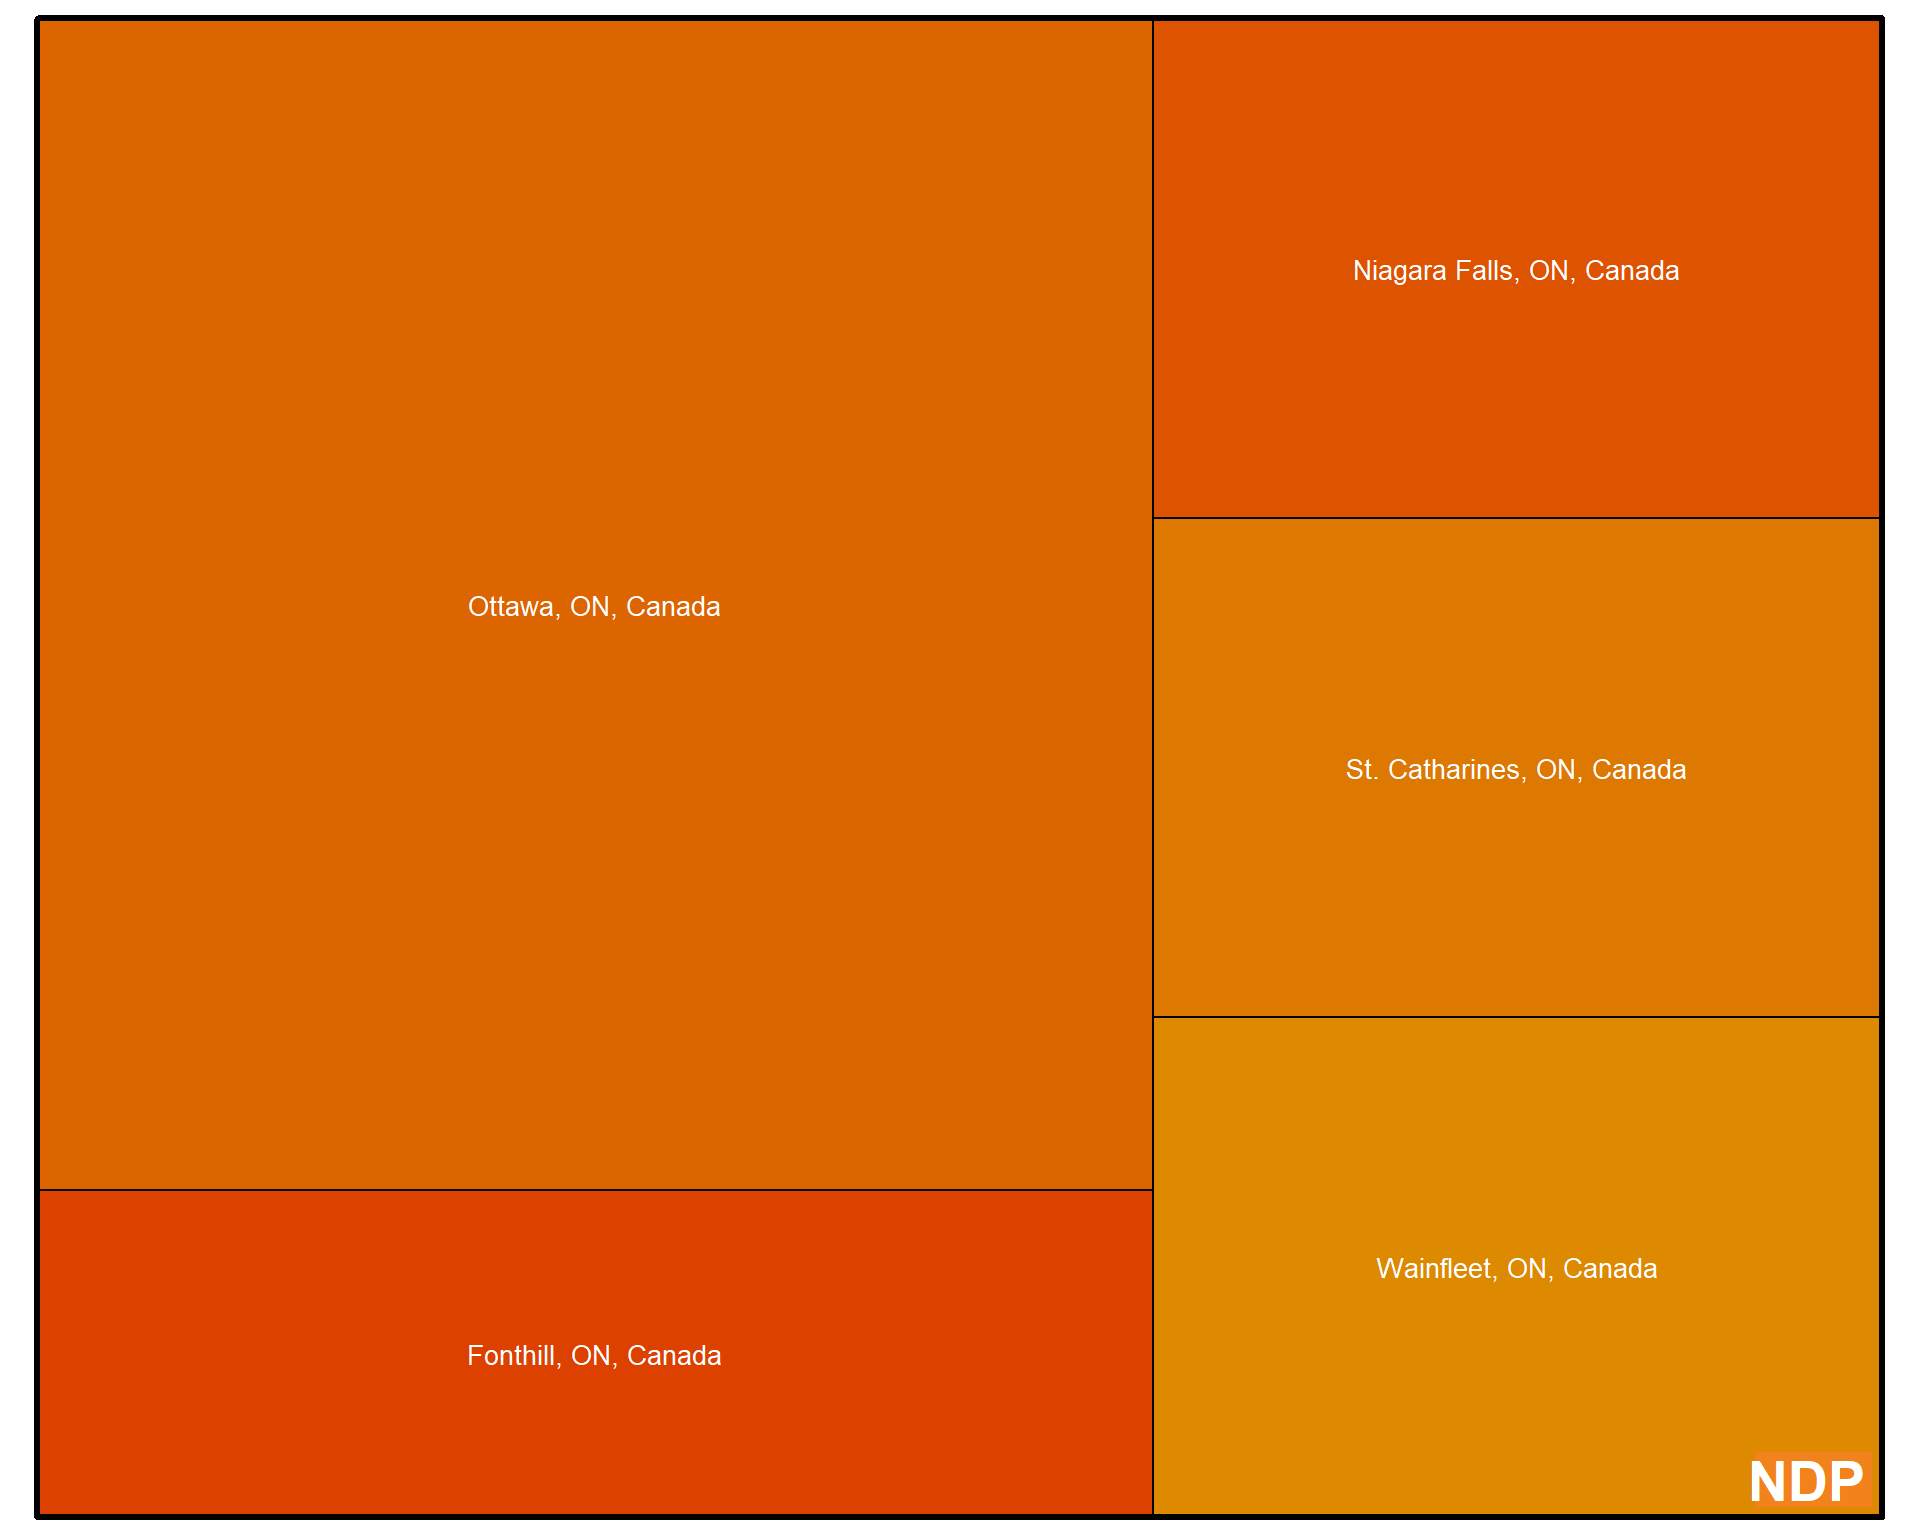 Ottawa, ON, Canada
Fonthill, ON, Canada
Niagara Falls, ON, Canada
St. Catharines, ON, Canada
Wainfleet, ON, Canada
NDP